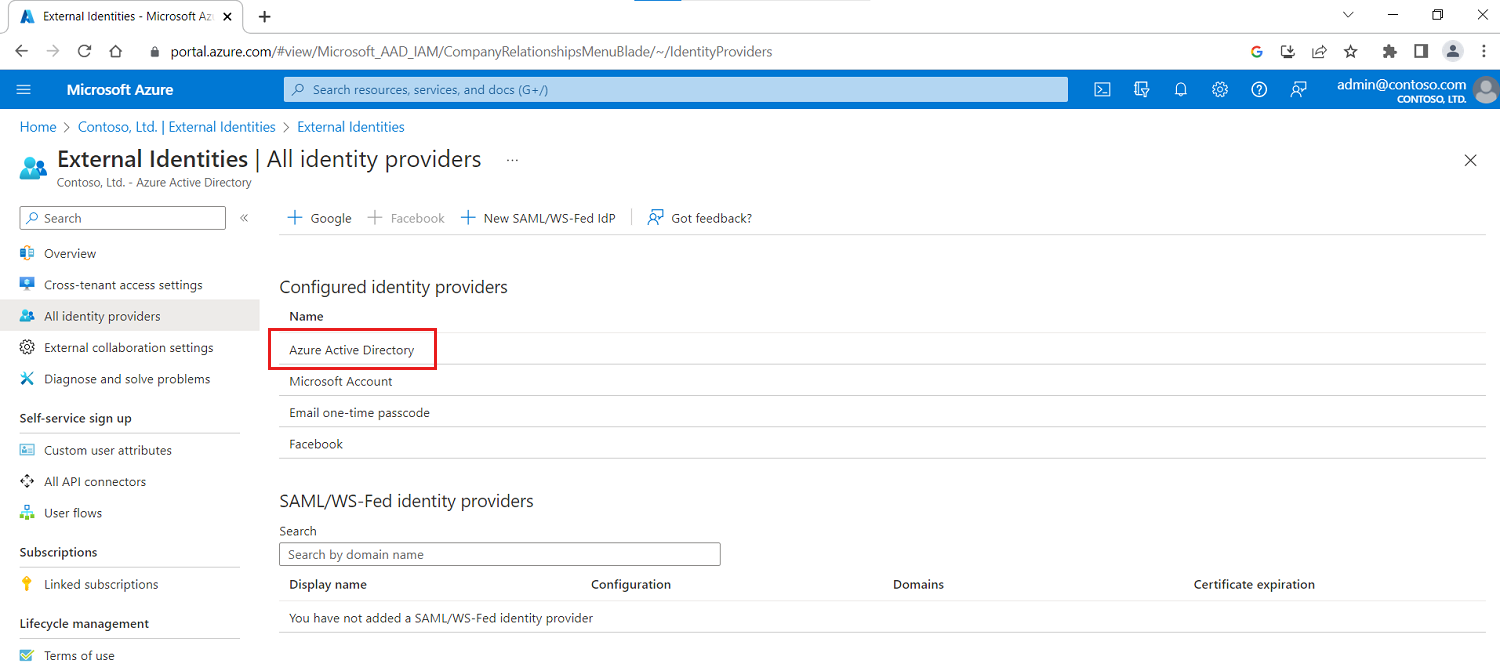 External Identities - Microsoft Az
portal.azure.com/#view/Microsoft_AAD_IAM/CompanyRelationshipsMenuBlade/~/IdentityProviders
Microsoft Azure
Search resources, services, and docs (G+/)
admin@contoso.com
CONTOSO, LTD.
Home > Contoso, Ltd. | External Identities > External Identities
External Identities | All identity providers ...
Contoso, Ltd. - Azure Active Directory
Search
Overview
Cross-tenant access settings
All identity providers
External collaboration settings
Diagnose and solve problems
Self-service sign up
Custom user attributes
All API connectors
User flows
Subscriptions
Linked subscriptions
Lifecycle management
Terms of use
Google
Facebook
New SAML/WS-Fed IdP
Got feedback?
Configured identity providers
Name
Azure Active Directory
Microsoft Account
Email one-time passcode
Facebook
SAML/WS-Fed identity providers
Search
Search by domain name
Display name Configuration Domains Certificate expiration
You have not added a SAML/WS-Fed identity provider